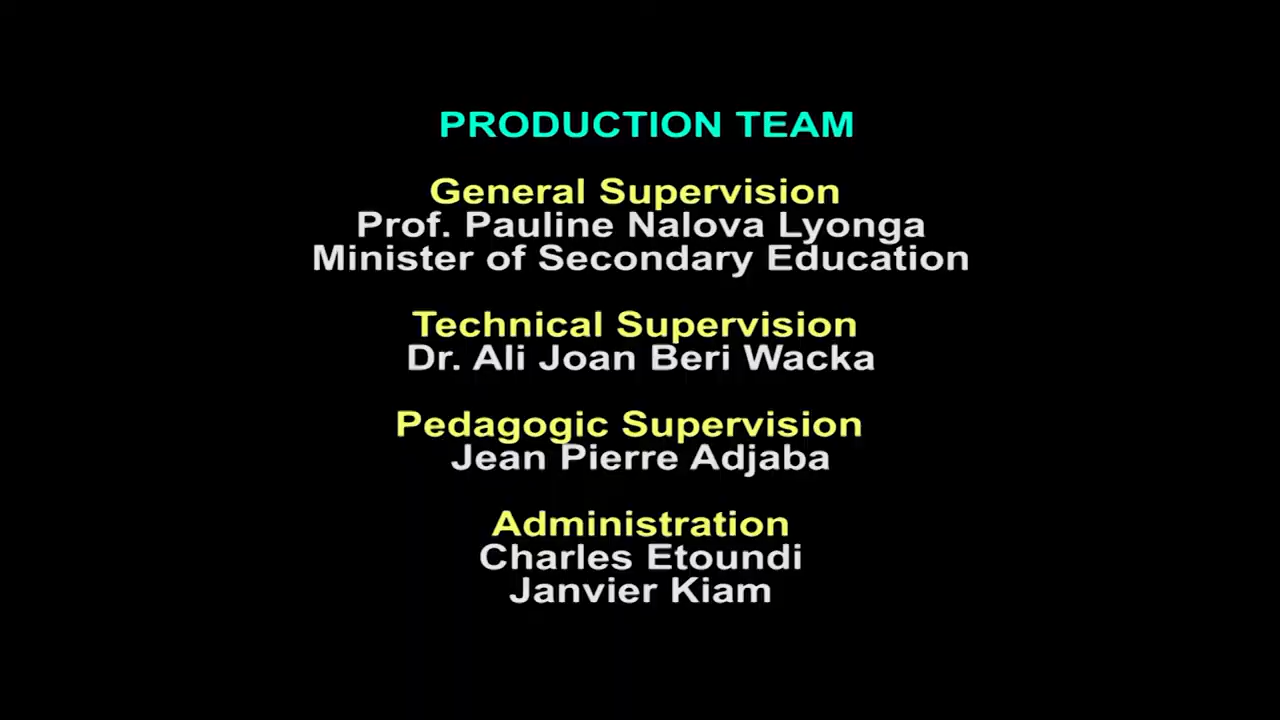 PRODUCTION TEAM
General Supervision
Prof. Pauline Nalova Lyonga
Minister of Secondary Education
Technical Supervision
Dr. Ali Joan Beri Wacka
Pedagogic Supervision
Jean Pierre Adjaba
Administration
Charles Etoundi
Janvier Kiam